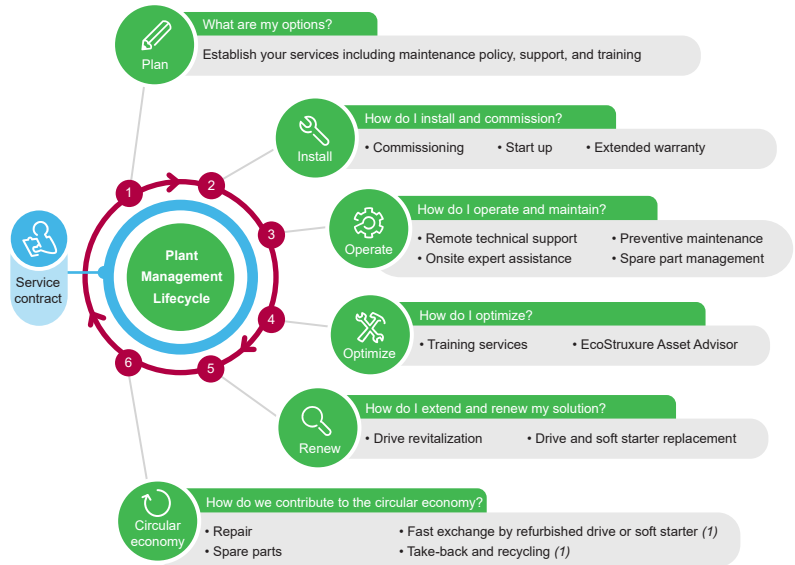 What are my options?
Plan
Establish your services including maintenance policy, support, and training
How do I install and commission?
Install
• Commissioning • Start up • Extended warranty
1
2
How do I operate and maintain?
Operate
• Remote technical support • Preventive maintenance
• Onsite expert assistance • Spare part management
3
Service
contract
Plant
Management
Lifecycle
4
How do I optimize?
Optimize
• Training services • EcoStruxure Asset Advisor
6
5
How do I extend and renew my solution?
Renew
• Drive revitalization • Drive and soft starter replacement
How do we contribute to the circular economy?
Circular
economy
• Repair • Fast exchange by refurbished drive or soft starter (1)
• Spare parts • Take-back and recycling (1)